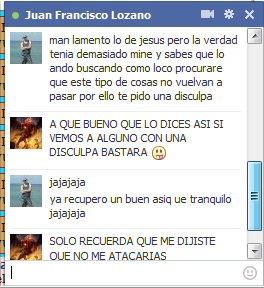 Juan Francisco Lozano
man lamento lo de jesus pero la verdad
tenia demasiado mine y sabes que lo
ando buscando como loco procurare
que este tipo de cosas no vuelvan a
pasar por ello te pido una disculpa
A QUE BUENO QUE LO DICES ASI SI
VEMOS A ALGUNO CON UNA
DISCULPA BASTARA
jajajaja
ya recupero un buen asiq ue tranquilo
jajajaja
SOLO RECUERDA QUE ME DIJISTE
QUE NO ME ATACARIAS